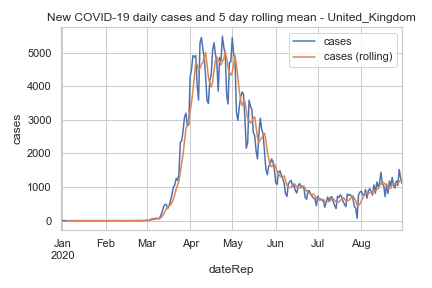 New COVID-19 daily cases and 5 day rolling mean - United_Kingdom
cases
cases (rolling)
5000
4000
3000
2000
1000
0
cases
Jan
2020
Feb
Mar
Apr
May
Jun
Jul
Aug
dateRep